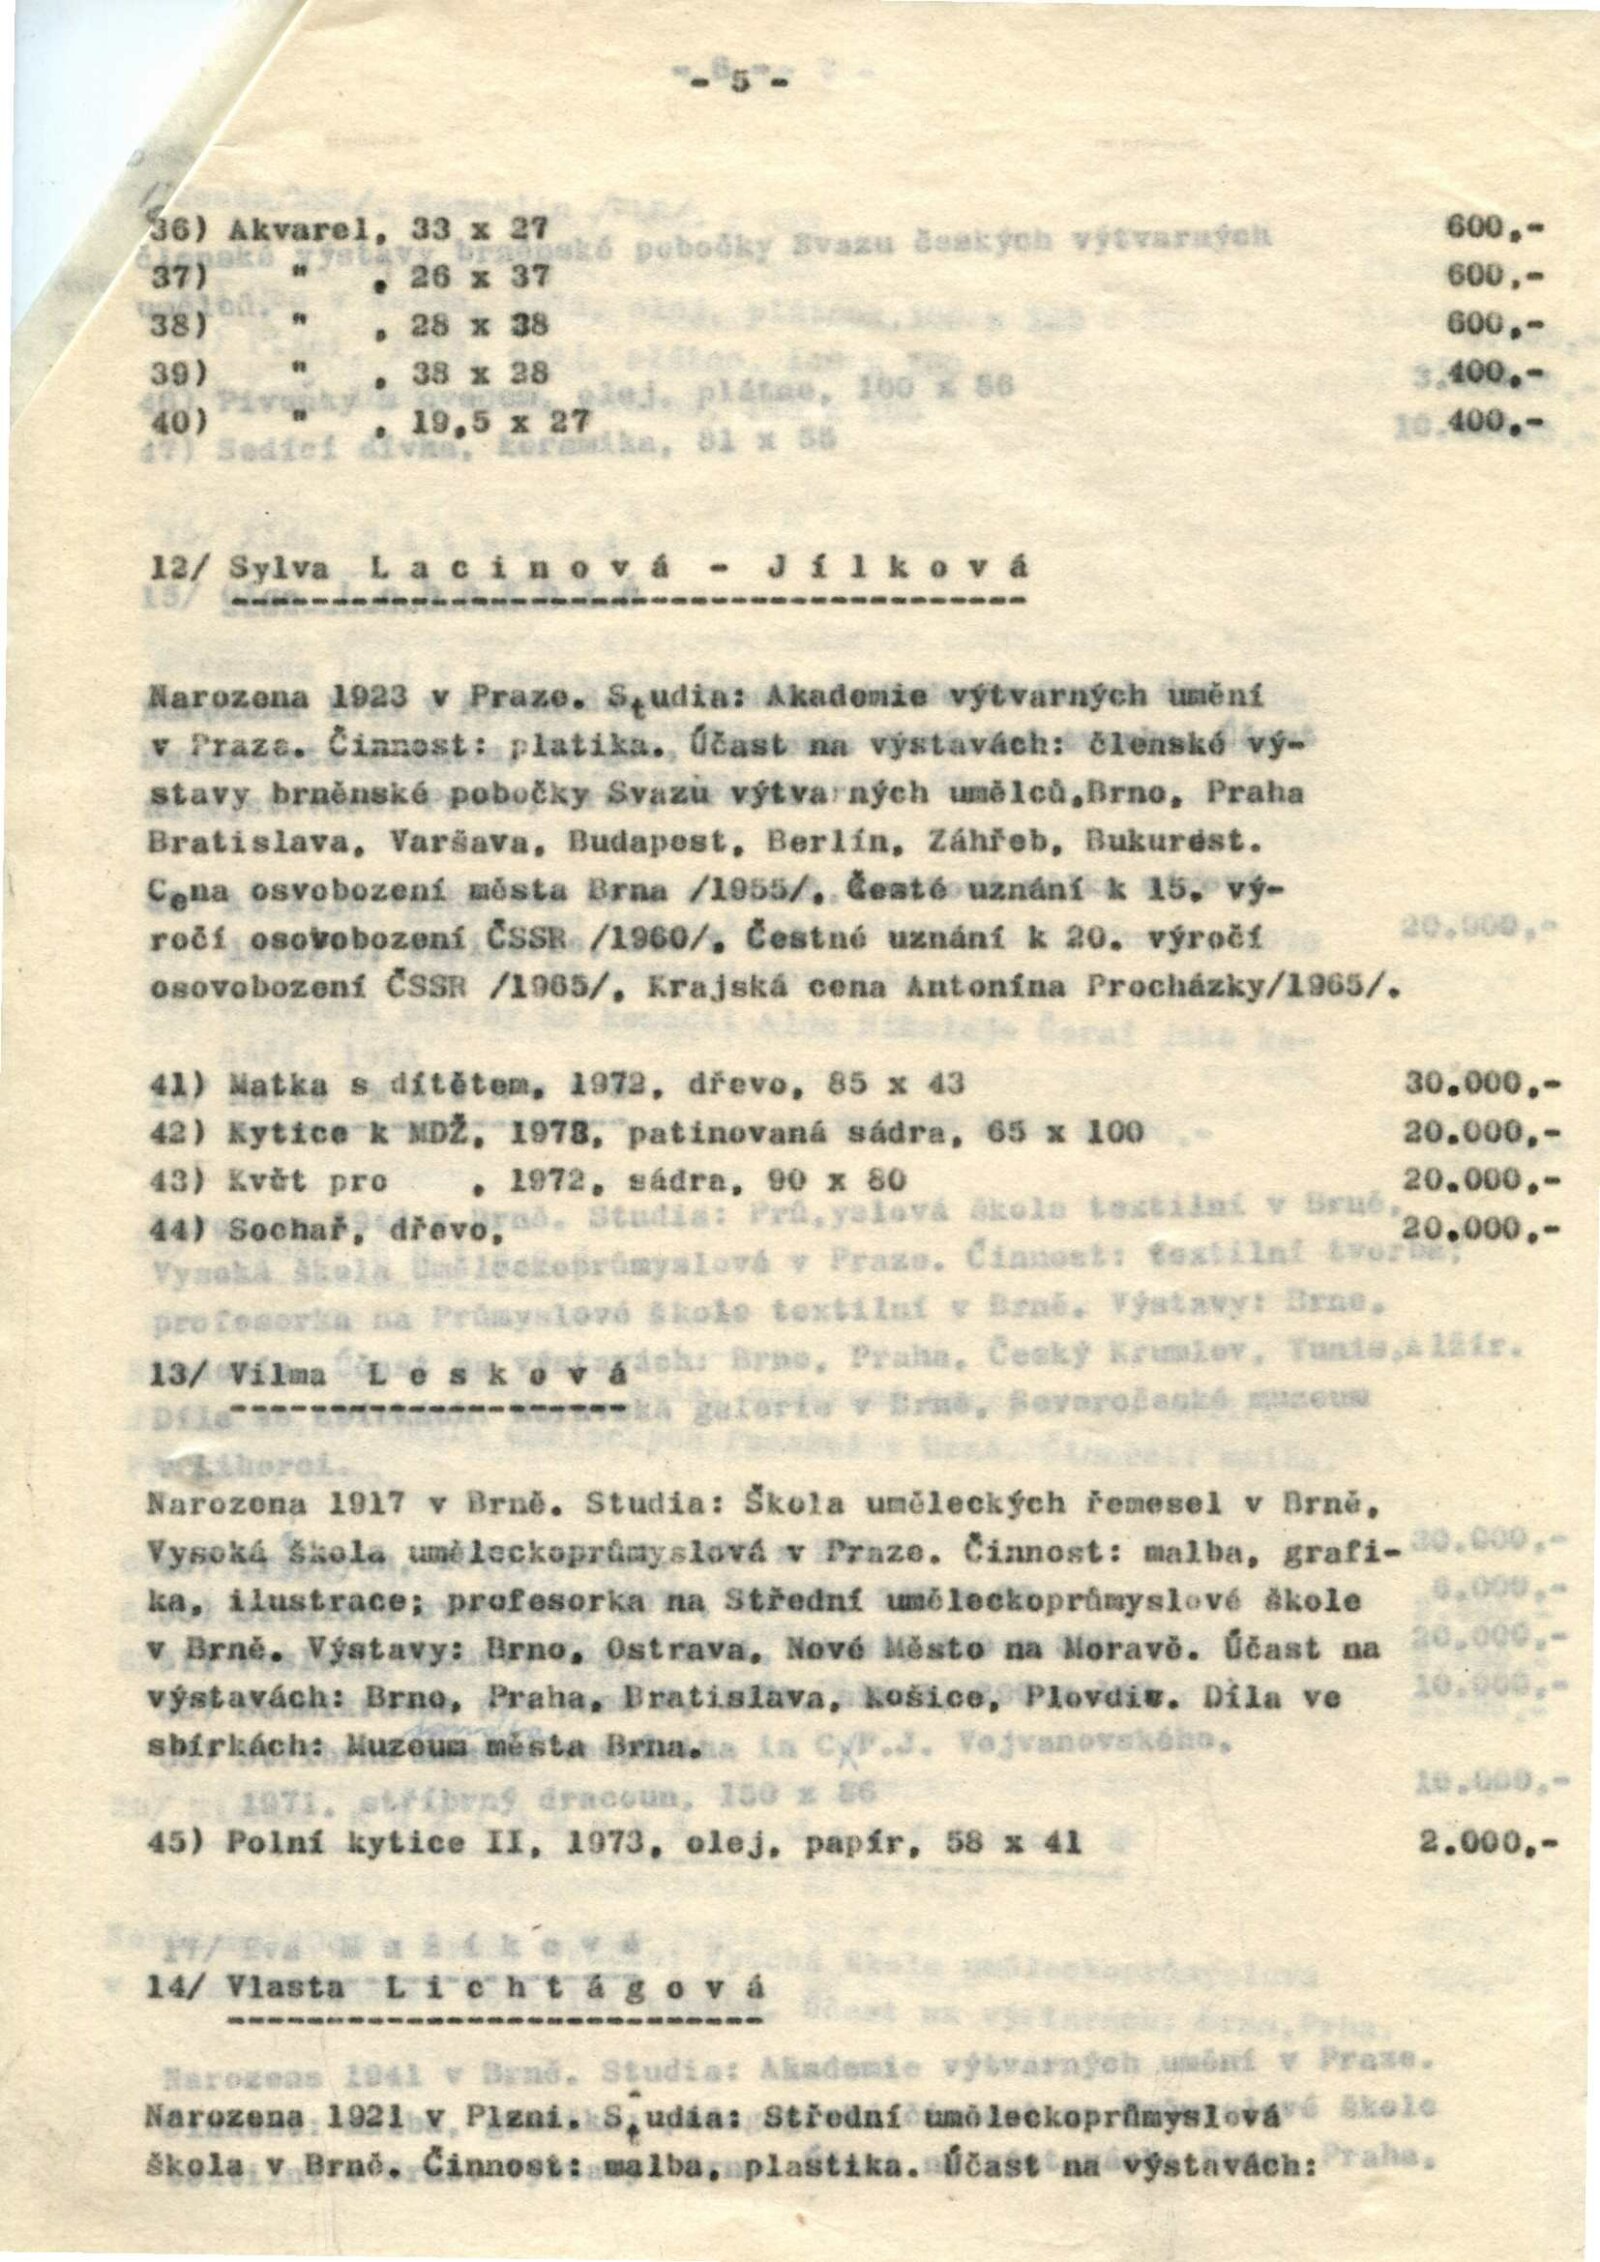 - 5 -
36) Akvarel, 33 x 27 600,-
37) " , 26 x 37 600,-
38) " , 28 x 38 600,-
39) " , 38 x 28 400,-
40) " , 19,5 x 27 400,-
12/ Sylva L a c i n o v á - J í l k o v á
Narozena 1923 v Praze. Studia: Akademie výtvarných umění
v Praze. Činnost: platika. Účast na výstavách: členské vý-
stavy brněnské pobočky Svazu výtvarných umělců,Brno, Praha
Bratislava, Varšava, Budapest, Berlín, Záhřeb, Bukurest.
Cena osvobození města Brna /1955/, Česté uznání k 15. vý-
ročí osovobození ČSSR /1960/, Čestné uznání k 20. výročí
osovobození ČSSR /1965/, Krajská cena Antonína Procházky/1965/.
41) Matka s dítětem, 1972, dřevo, 85 x 43 30.000,-
42) Kytice k MDŽ, 1973, patinovaná sádra, 65 x 100 20.000,-
43) Květ pro , 1972, sádra, 90 x 80 20.000,-
44) Sochař, dřevo, 20.000,-
13/ Vilma L e s k o v á
Narozena 1917 v Brně. Studia: Škola uměleckých řemesel v Brně,
Vysoká škola uměleckoprůmyslová v Praze. Činnost: malba, grafi-
ka, ilustrace; profesorka na Střední uměleckoprůmyslové škole
v Brně. Výstavy: Brno, Ostrava, Nové Město na Moravě. Účast na
výstavách: Brno, Praha, Bratislava, Košice, Plovdiv. Díla ve
sbírkách: Muzeum města Brna.
45) Polní kytice II, 1973, olej, papír, 58 x 41 2.000,-
14/ Vlasta L i c h t á g o v á
Narozena 1921 v Plzni. Studia: Střední uměleckoprůmyslová
škola v Brně. Činnost: malba, plastika. Účast na výstavách: